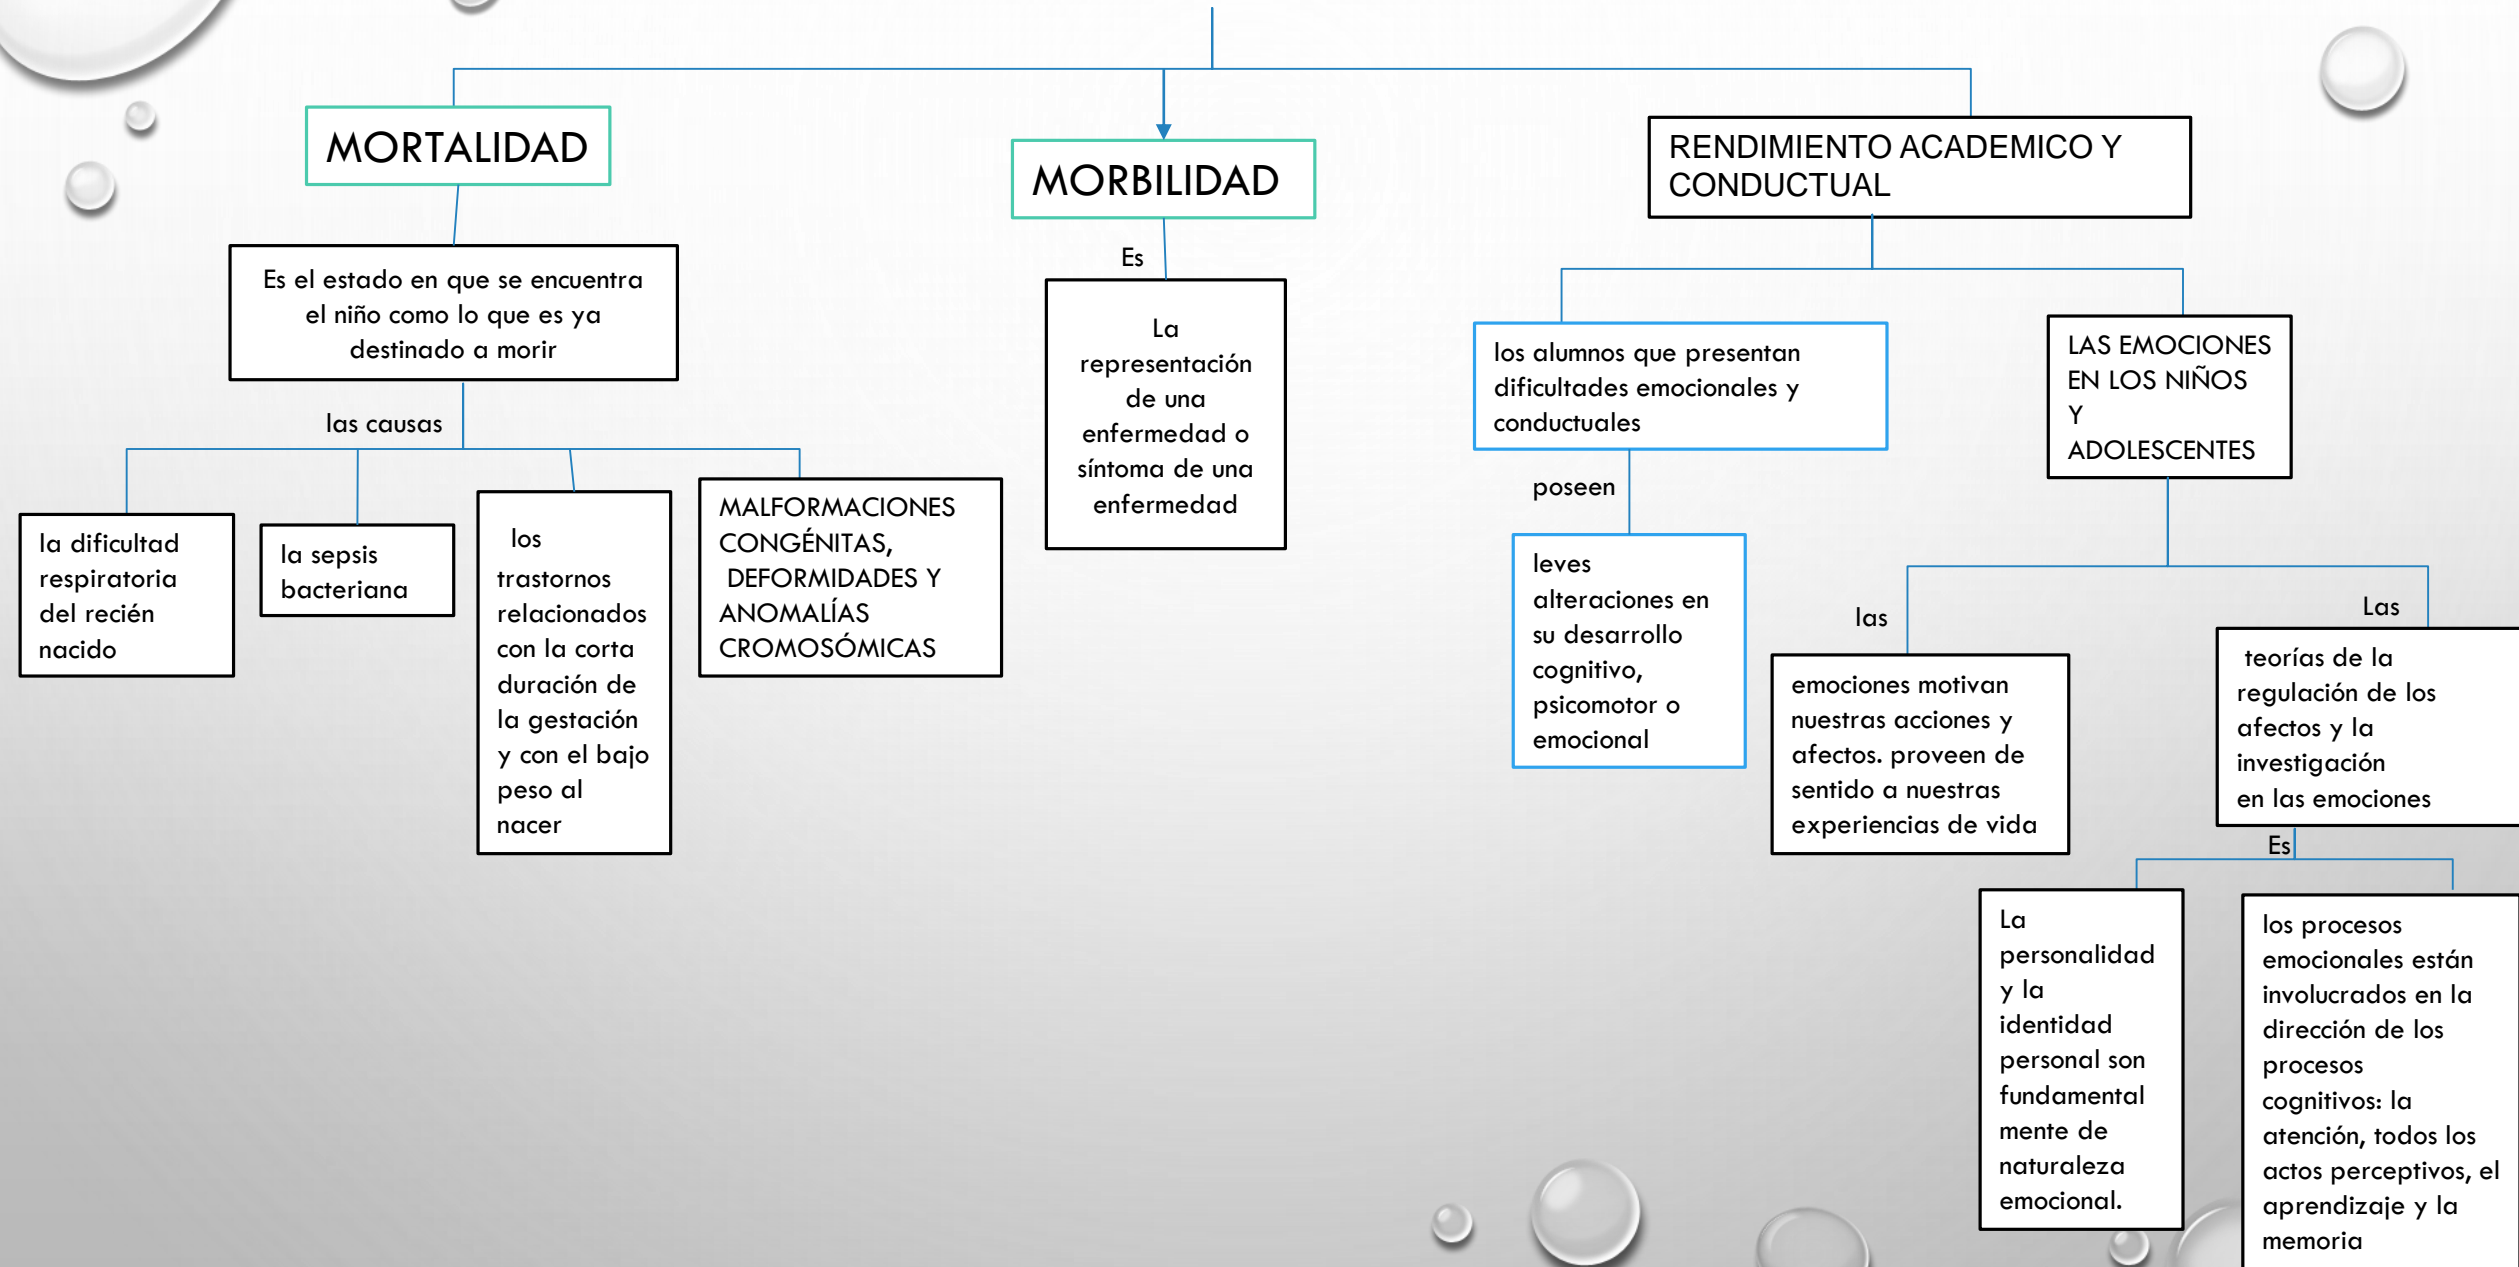 MORTALIDAD
Es el estado en que se encuentra
el niño como lo que es ya
destinado a morir
las causas
la dificultad
respiratoria
del recién
nacido
la sepsis
bacteriana
los
trastornos
relacionados
con la corta
duración de
la gestación
y con el bajo
peso al
nacer
MALFORMACIONES
CONGÉNITAS,
DEFORMIDADES Y
ANOMALÍAS
CROMOSÓMICAS
MORBILIDAD
Es
La
representación
de una
enfermedad o
síntoma de una
enfermedad
RENDIMIENTO ACADEMICO Y
CONDUCTUAL
los alumnos que presentan
dificultades emocionales y
conductuales
poseen
leves
alteraciones en
su desarrollo
cognitivo,
psicomotor o
emocional
LAS EMOCIONES
EN LOS NIÑOS
Y
ADOLESCENTES
las
emociones motivan
nuestras acciones y
afectos. proveen de
sentido a nuestras
experiencias de vida
Las
teorías de la
regulación de los
afectos y la
investigación
en las emociones
Es
La
personalidad
y la
identidad
personal son
fundamental
mente de
naturaleza
emocional.
los procesos
emocionales están
involucrados en la
dirección de los
procesos
cognitivos: la
atención, todos los
actos perceptivos, el
aprendizaje y la
memoria